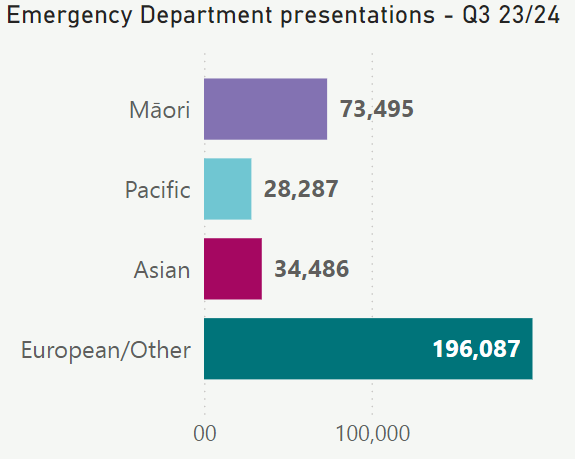 Emergency Department presentations - Q3 23/24
Māori 73,495
Pacific 28,287
Asian 34,486
European/Other 196,087
00 100,000